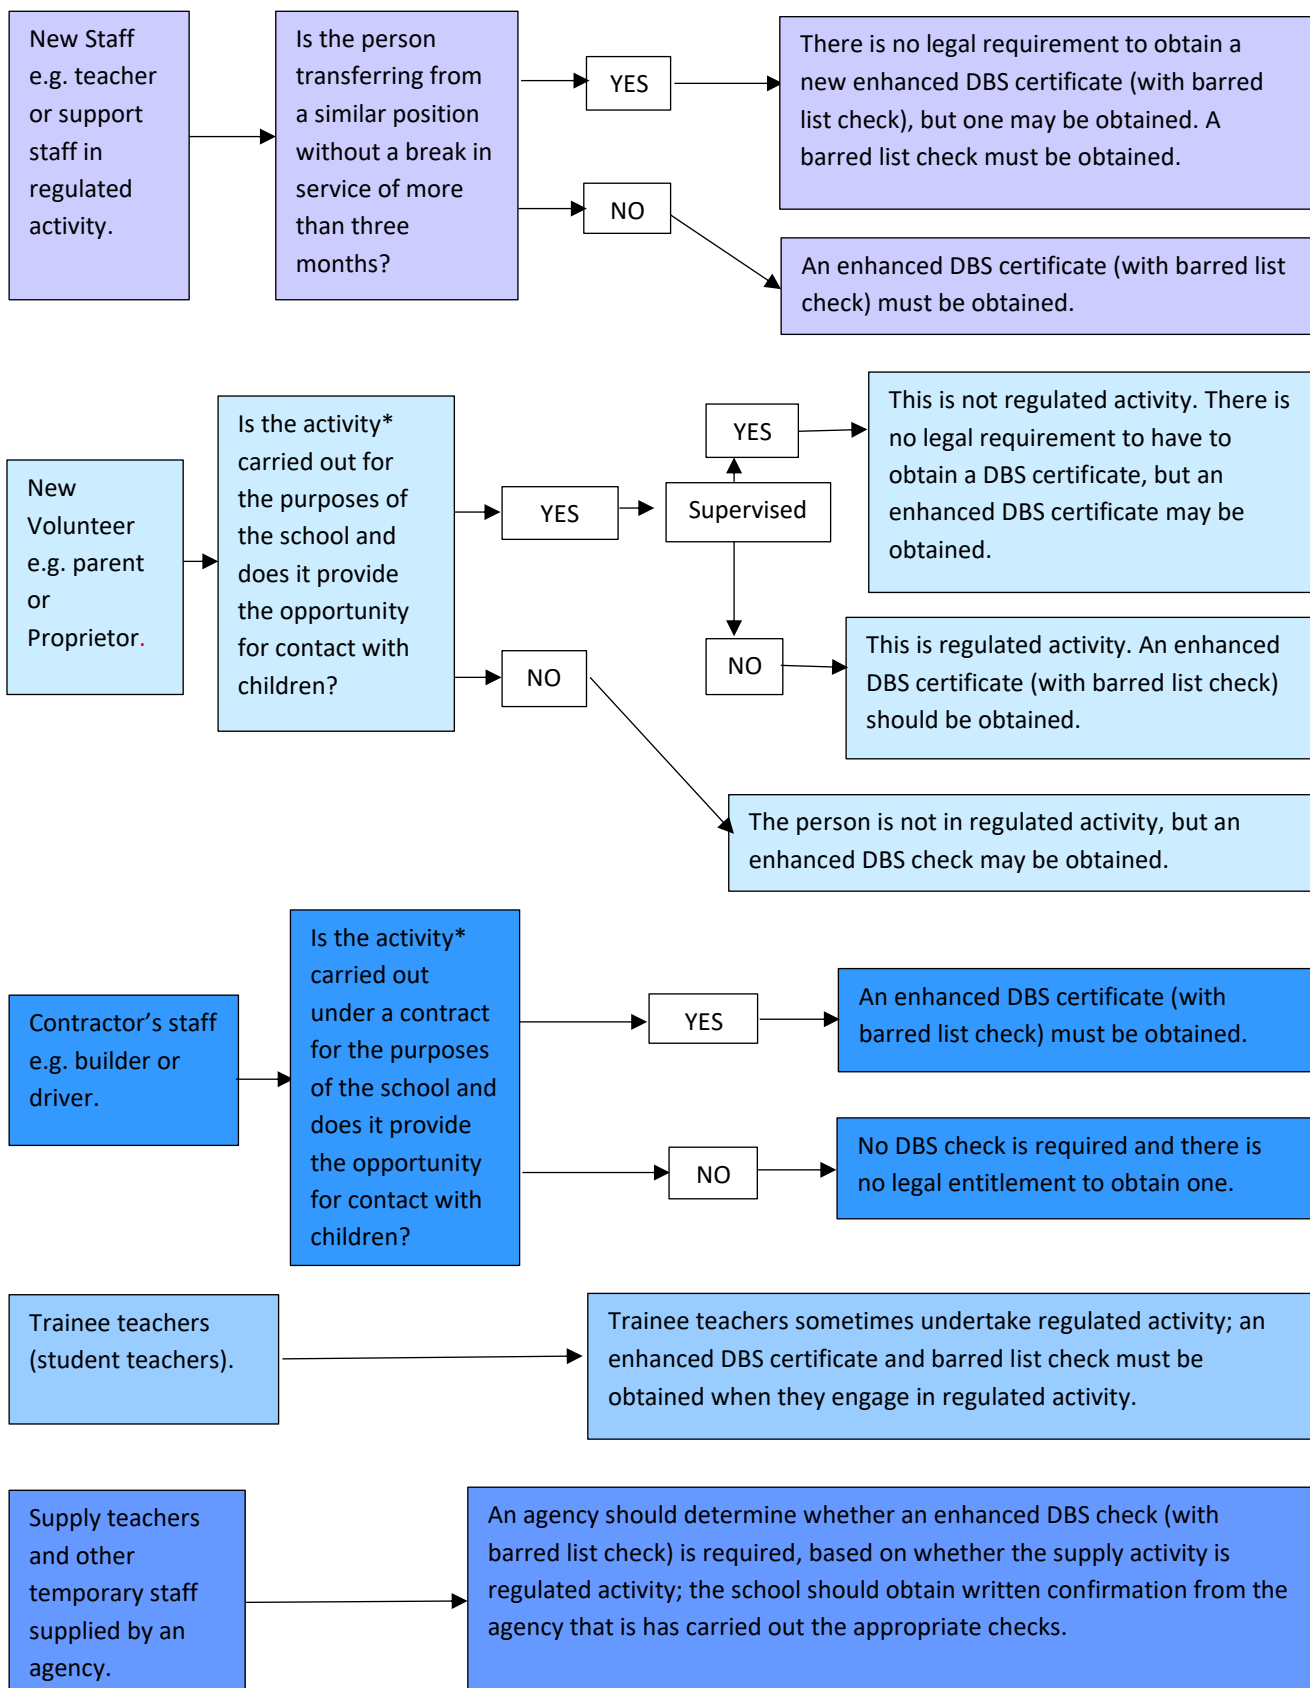 New Staff
e.g. teacher
or support
staff in
regulated
activity.
Is the person
transferring from
a similar position
without a break in
service of more
than three
months?
YES
There is no legal requirement to obtain a
new enhanced DBS certificate (with barred
list check), but one may be obtained. A
barred list check must be obtained.
NO
An enhanced DBS certificate (with barred list
check) must be obtained.
New
Volunteer
e.g. parent
or
Proprietor.
Is the activity*
carried out for
the purposes of
the school and
does it provide
the opportunity
for contact with
children?
YES
Supervised
YES
This is not regulated activity. There is
no legal requirement to have to
obtain a DBS certificate, but an
enhanced DBS certificate may be
obtained.
NO
This is regulated activity. An enhanced
DBS certificate (with barred list check)
should be obtained.
NO
The person is not in regulated activity, but an
enhanced DBS check may be obtained.
Contractor’s staff
e.g. builder or
driver.
Is the activity*
carried out
under a contract
for the purposes
of the school and
does it provide
the opportunity
for contact with
children?
YES
An enhanced DBS certificate (with
barred list check) must be obtained.
NO
No DBS check is required and there is
no legal entitlement to obtain one.
Trainee teachers
(student teachers).
Trainee teachers sometimes undertake regulated activity; an
enhanced DBS certificate and barred list check must be
obtained when they engage in regulated activity.
Supply teachers
and other
temporary staff
supplied by an
agency.
An agency should determine whether an enhanced DBS check (with
barred list check) is required, based on whether the supply activity is
regulated activity; the school should obtain written confirmation from the
agency that is has carried out the appropriate checks.